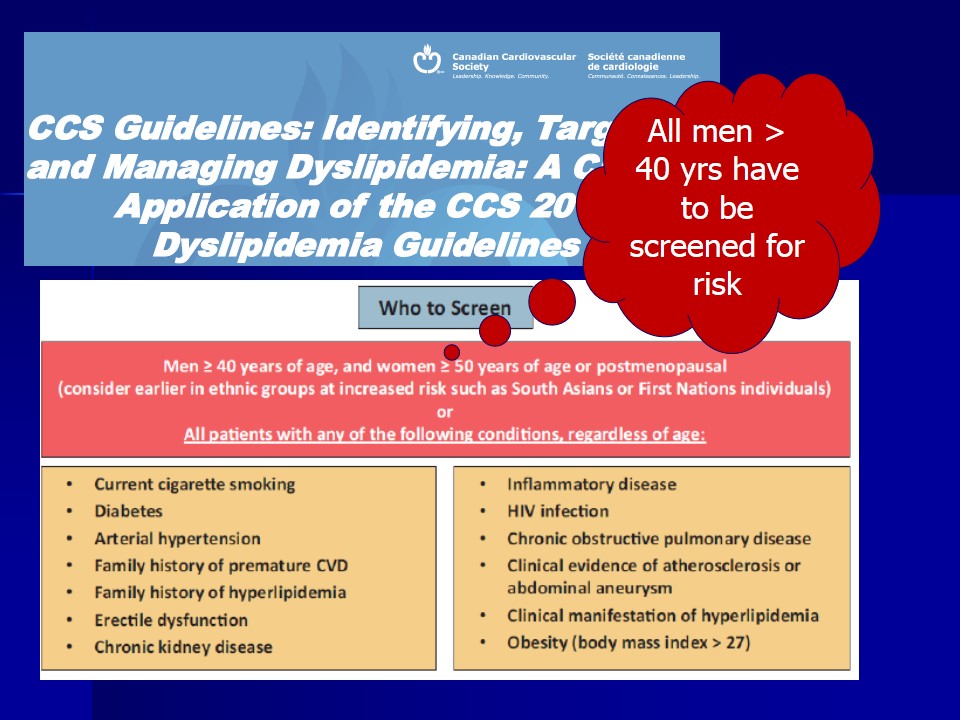 Canadian Cardiovascular
Society
Leadership. Knowledge. Community.
Société canadienne
de cardiologie
Communauté. Connaissances. Leadership.
CCS Guidelines: Identifying,
and Managing Dyslipidemia: A
Application of the CCS
Dyslipidemia Guidelines
All men >
40 yrs have
to be
screened for
risk
Who to Screen
Men ≥ 40 years of age, and women ≥ 50 years of age or postmenopausal
(consider earlier in ethnic groups at increased risk such as South Asians or First Nations individuals)
or
All patients with any of the following conditions, regardless of age:
• Current cigarette smoking
• Diabetes
• Arterial hypertension
• Family history of premature CVD
• Family history of hyperlipidemia
• Erectile dysfunction
• Chronic kidney disease
• Inflammatory disease
• HIV infection
• Chronic obstructive pulmonary disease
• Clinical evidence of atherosclerosis or
abdominal aneurysm
• Clinical manifestation of hyperlipidemia
• Obesity (body mass index > 27)